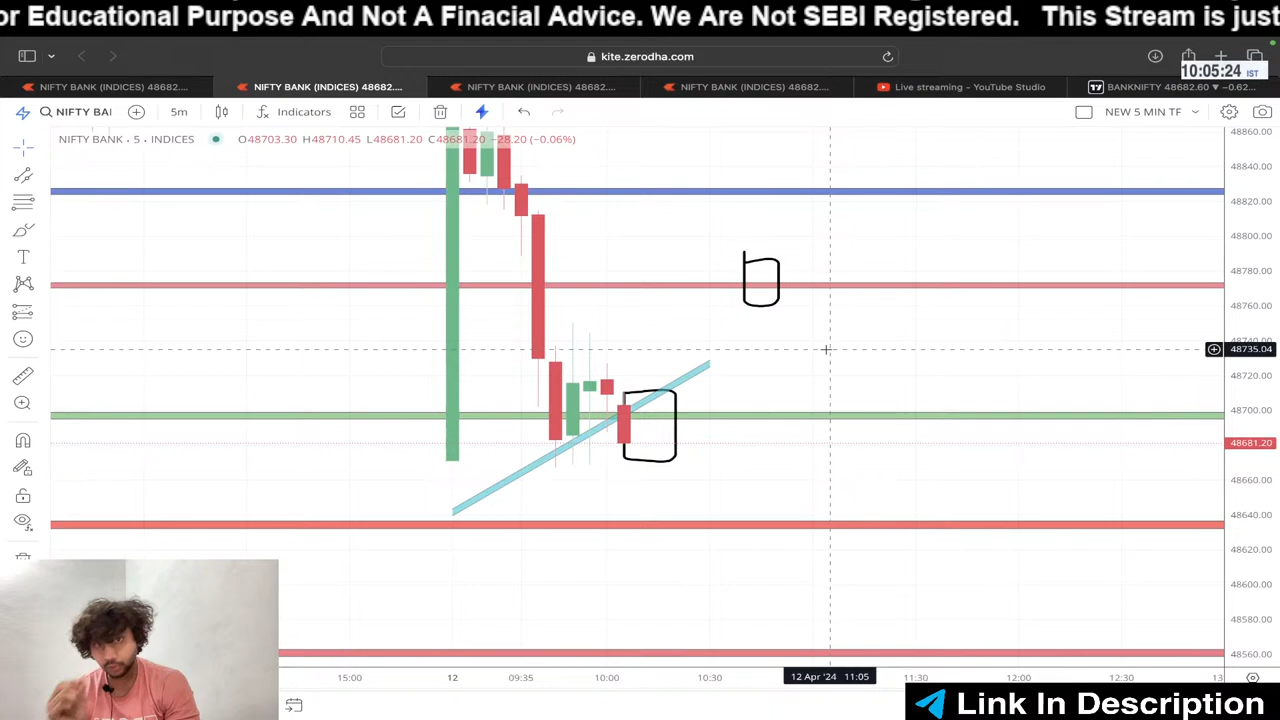 or Educational Purpose And Not A Finacial Advice. We Are Not SEBI Registered. This Stream is just
kite.zerodha.com
10:05:24 IST
NIFTY BANK (INDICES) 48682....
NIFTY BANK (INDICES) 48682....
NIFTY BANK (INDICES) 48682....
NIFTY BANK (INDICES) 48682....
Live streaming - YouTube Studio
BANKNIFTY 48682.60 ▼ −0.62...
NIFTY BAI
5m
Indicators
NEW 5 MIN TF
NIFTY BANK · 5 · INDICES
O48703.30 H48710.45 L48681.20 C48681.20 −28.20 (−0.06%)
48860.00
48840.00
48820.00
48800.00
48780.00
48760.00
48740.00
48735.04
48720.00
48700.00
48681.20
48660.00
48640.00
48620.00
48600.00
48580.00
48560.00
15:00
12
09:35
10:00
10:30
12 Apr '24 11:05
11:30
12:00
12:30
13
Link In Description